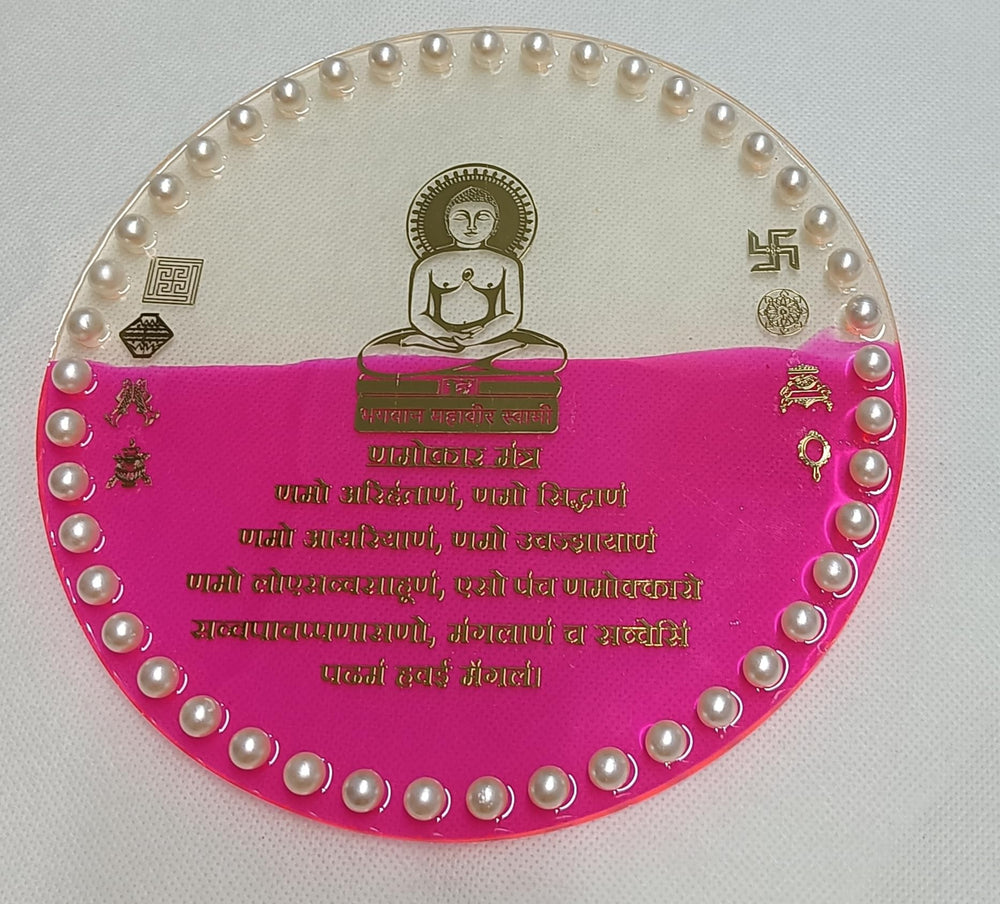 भगवान महावीर स्वामी
णमोकार मंत्र
णमो अरिहंताणं, णमो सिद्धाणं
णमो आयरियाणं, णमो उवज्झायाणं
णमो लोएसव्वसाहूणं, एसो पंच णमोक्कारो
सव्वपावप्पणासणो, मंगलाणं च सव्वेसिं
पढमं हवई मंगलं।